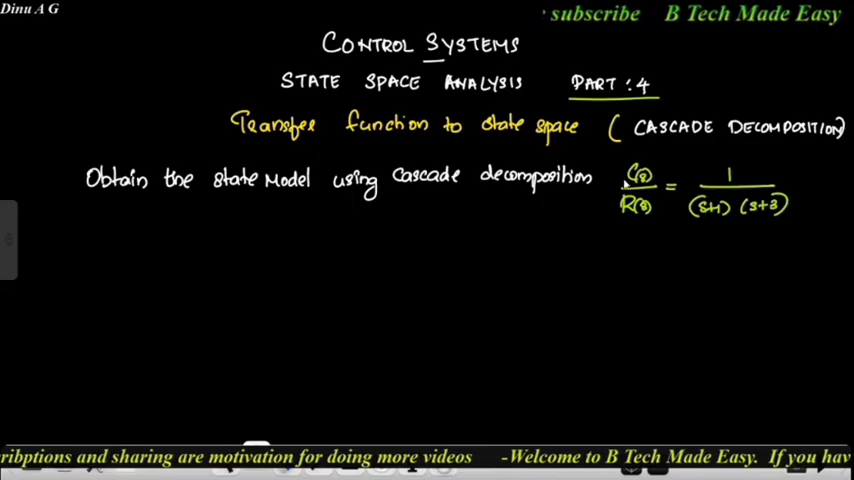 Dinu A G
subscribe B Tech Made Easy
CONTROL SYSTEMS
STATE SPACE ANALYSIS PART : 4
Transfer function to state space ( CASCADE DECOMPOSITION)
Obtain the state Model using Cascade decomposition C(s)/R(s) = 1/(s+1) (s+3)
ribptions and sharing are motivation for doing more videos -Welcome to B Tech Made Easy. If you hav